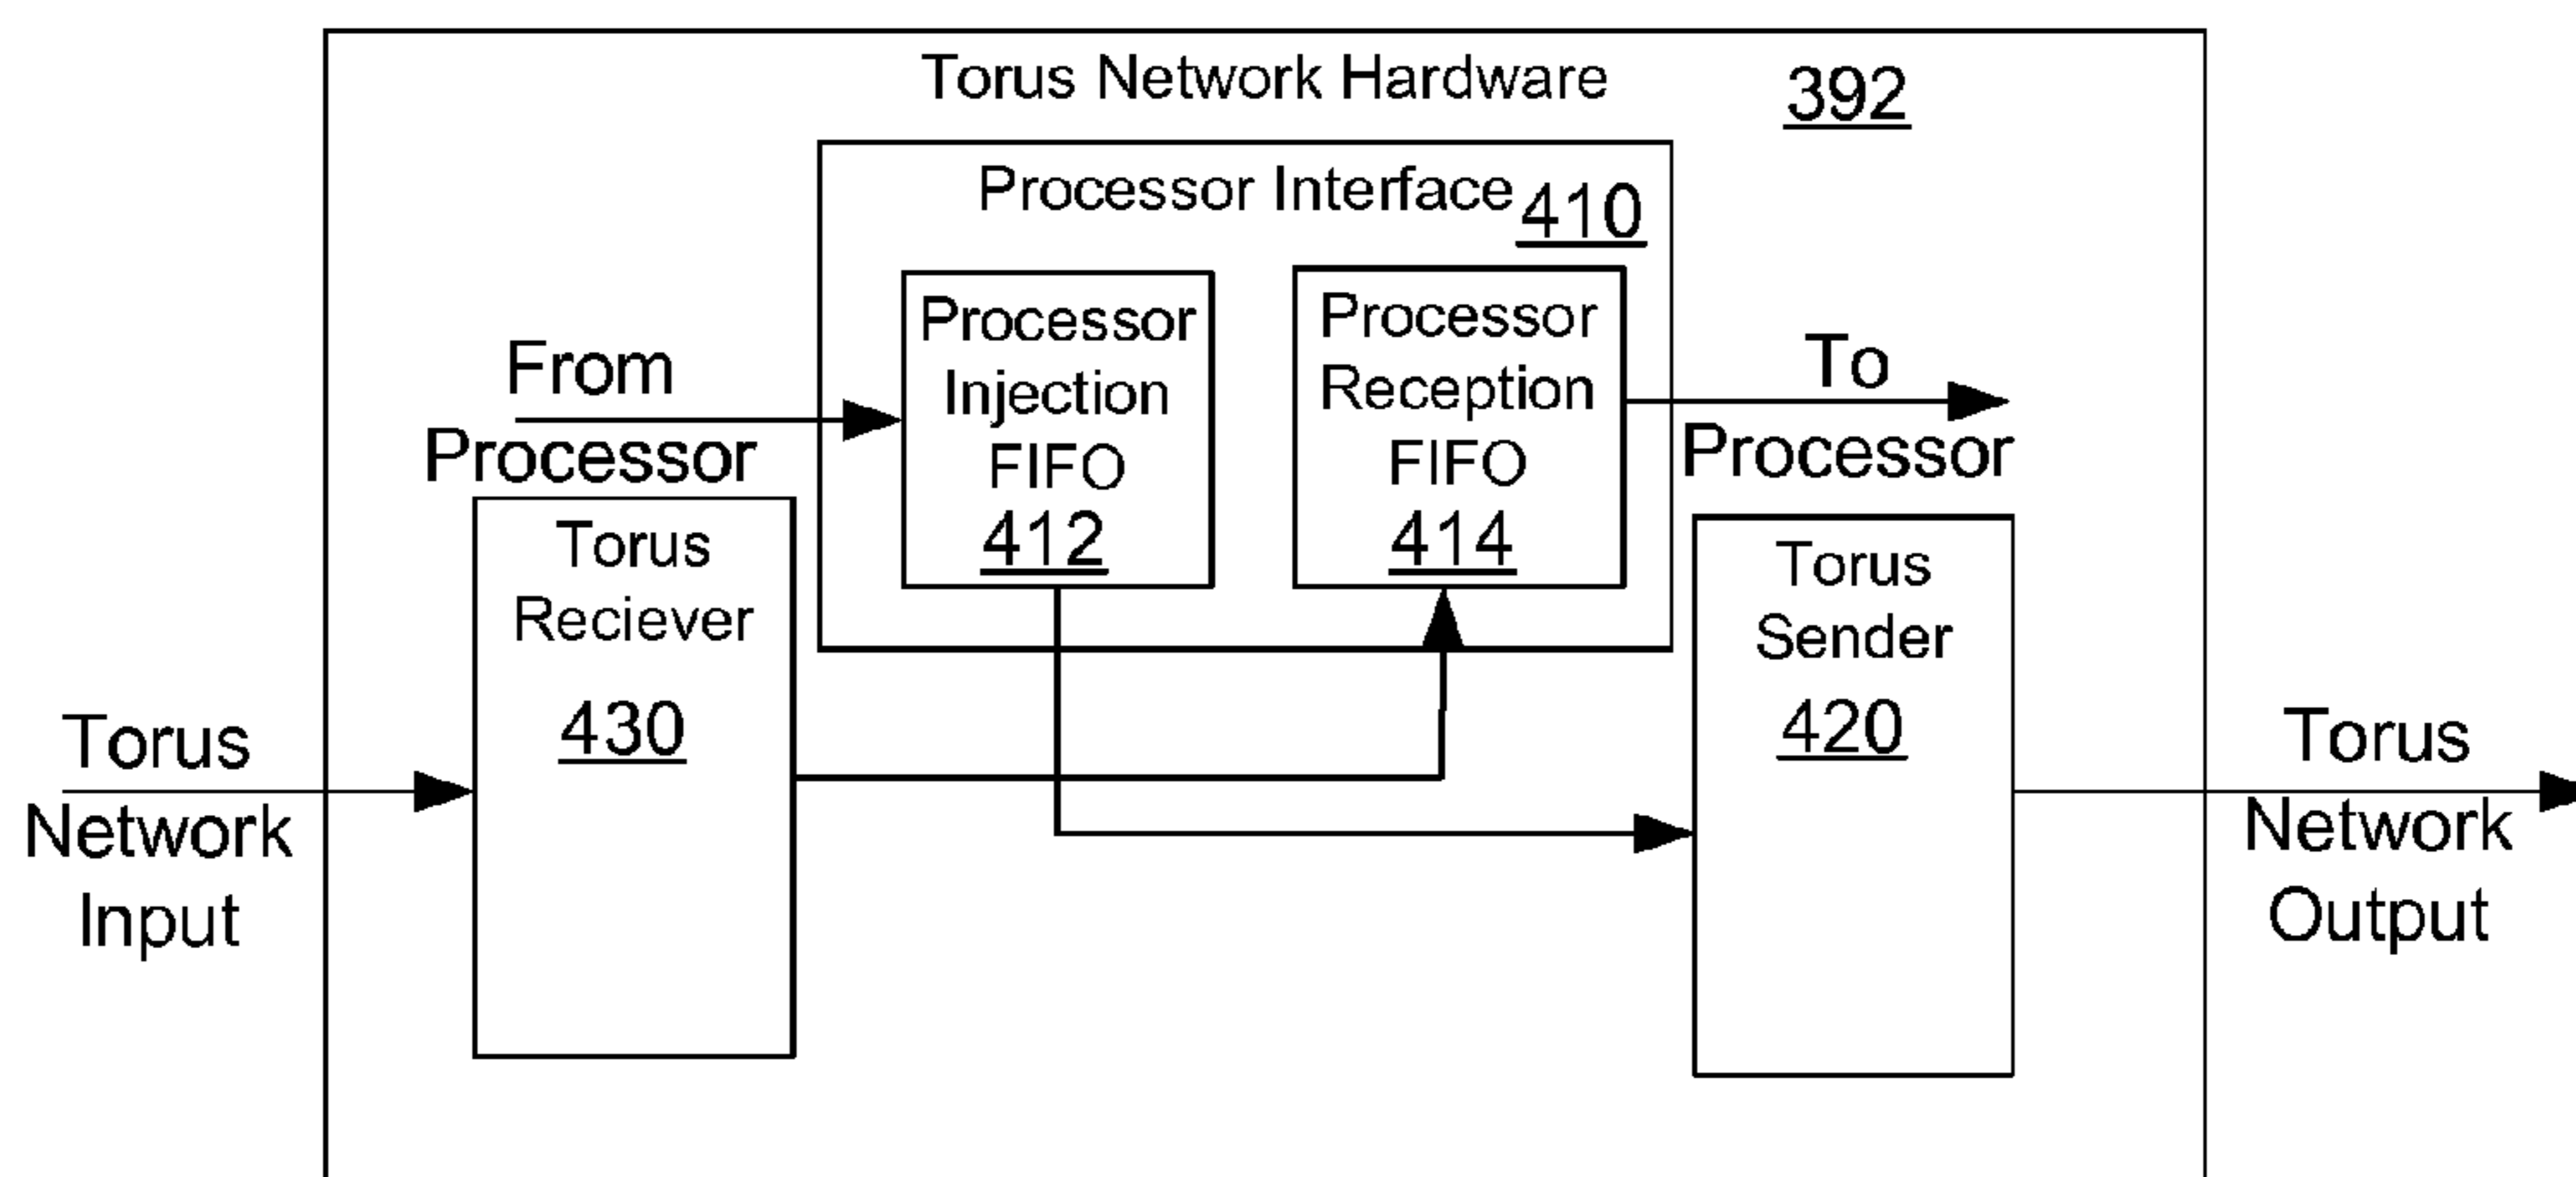 Torus Network Hardware
392
Processor Interface
410
Processor
Injection
FIFO
412
Processor
Reception
FIFO
414
From
Processor
To
Processor
Torus
Reciever
430
Torus
Sender
420
Torus
Network
Input
Torus
Network
Output